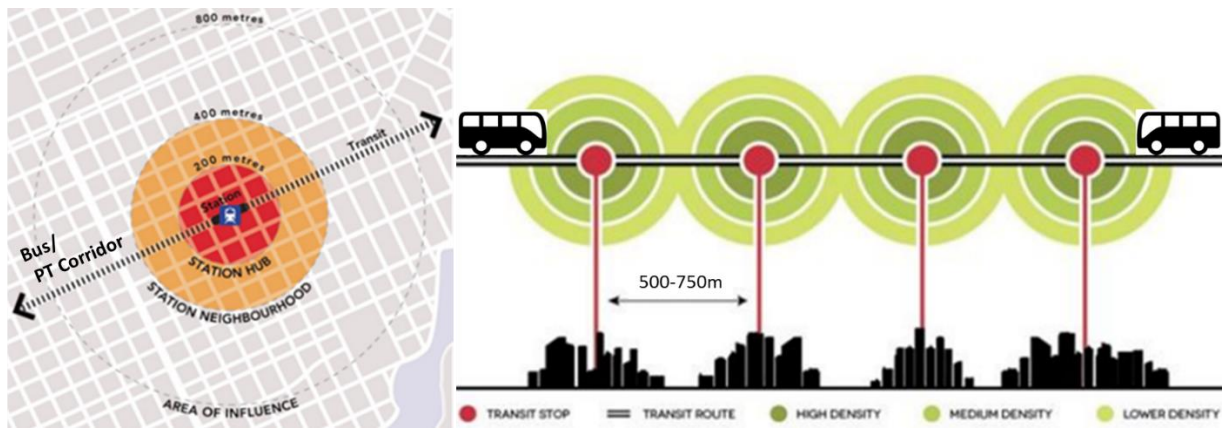 800 metres
400 metres
Transit
200 metres
Station
Bus/
PT Corridor
STATION HUB
STATION NEIGHBOURHOOD
AREA OF INFLUENCE
500-750m
TRANSIT STOP
TRANSIT ROUTE
HIGH DENSITY
MEDIUM DENSITY
LOWER DENSITY